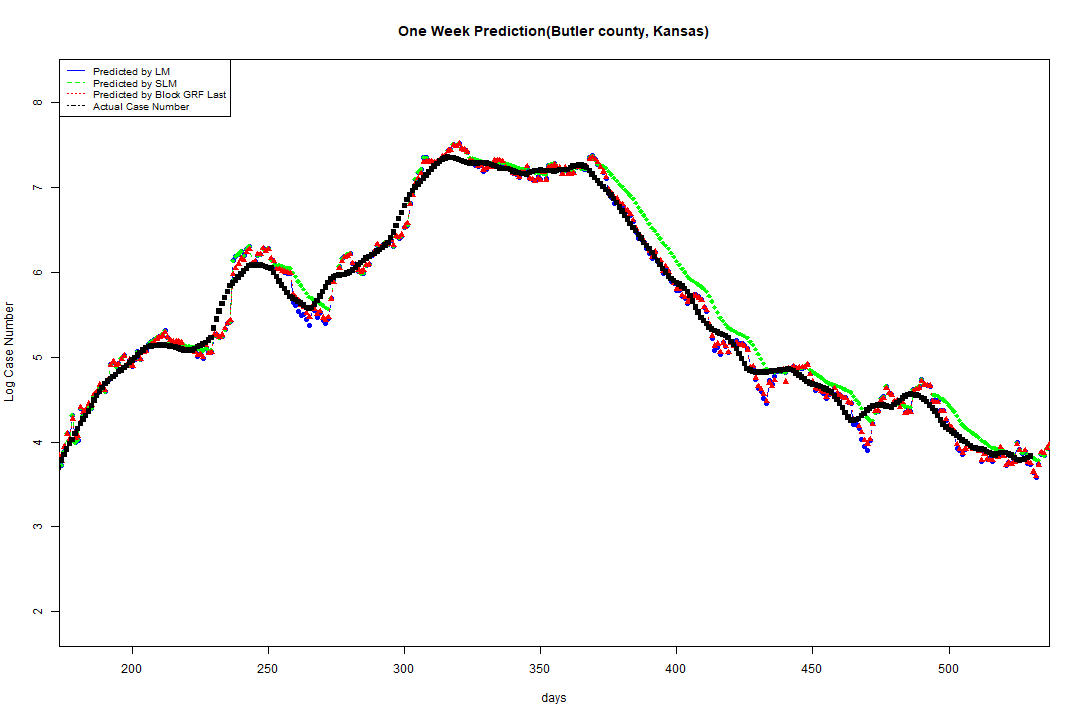 One Week Prediction(Butler county, Kansas)
Predicted by LM
Predicted by SLM
Predicted by Block GRF Last
Actual Case Number
8
7
6
5
4
3
2
Log Case Number
200 250 300 350 400 450 500
days